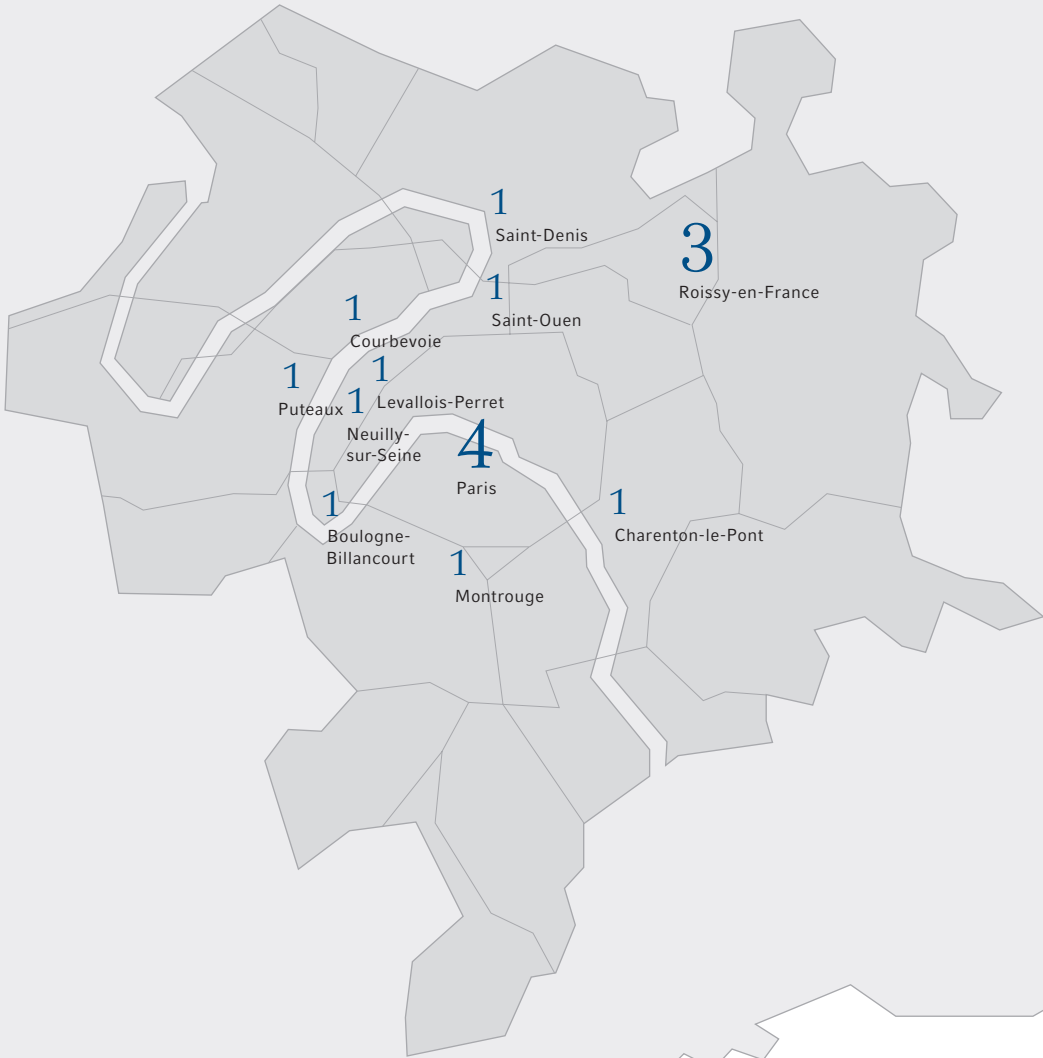 1
Saint-Denis
3
Roissy-en-France
1
Saint-Ouen
1
Courbevoie
1
Levallois-Perret
1
Puteaux
1
Neuilly-
sur-Seine
4
Paris
1
Boulogne-
Billancourt
1
Charenton-le-Pont
1
Montrouge